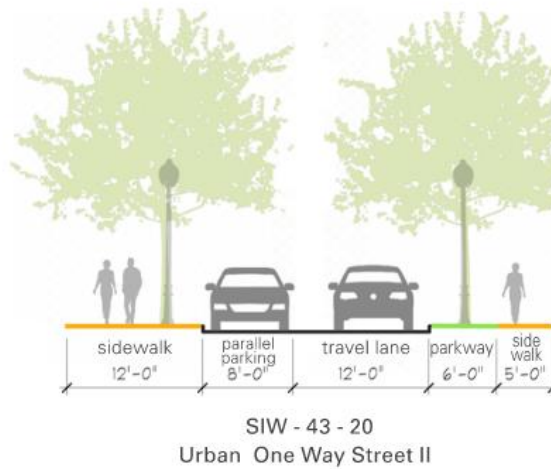 sidewalk
12'-0"
parallel
parking
8'-0"
travel lane
12'-0"
parkway
6'-0"
side
walk
5'-0"
SIW - 43 - 20
Urban One Way Street II